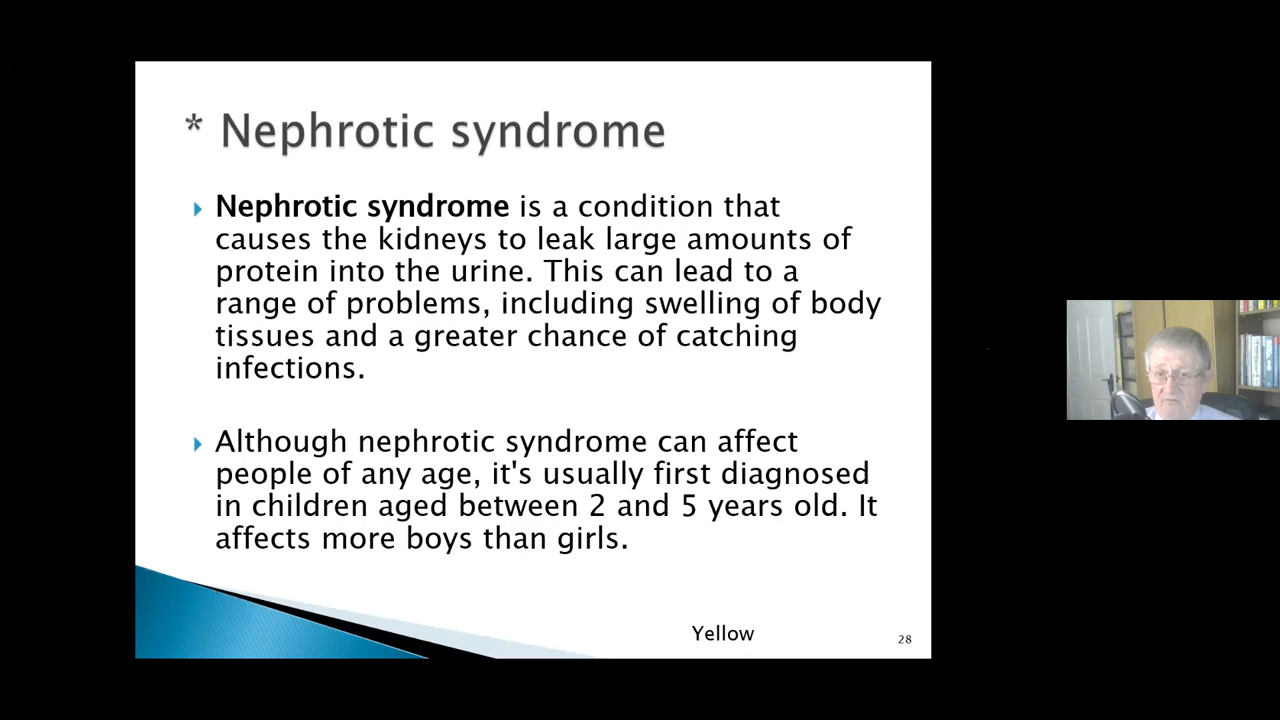 * Nephrotic syndrome
Nephrotic syndrome is a condition that
causes the kidneys to leak large amounts of
protein into the urine. This can lead to a
range of problems, including swelling of body
tissues and a greater chance of catching
infections.
Although nephrotic syndrome can affect
people of any age, it's usually first diagnosed
in children aged between 2 and 5 years old. It
affects more boys than girls.
Yellow
28